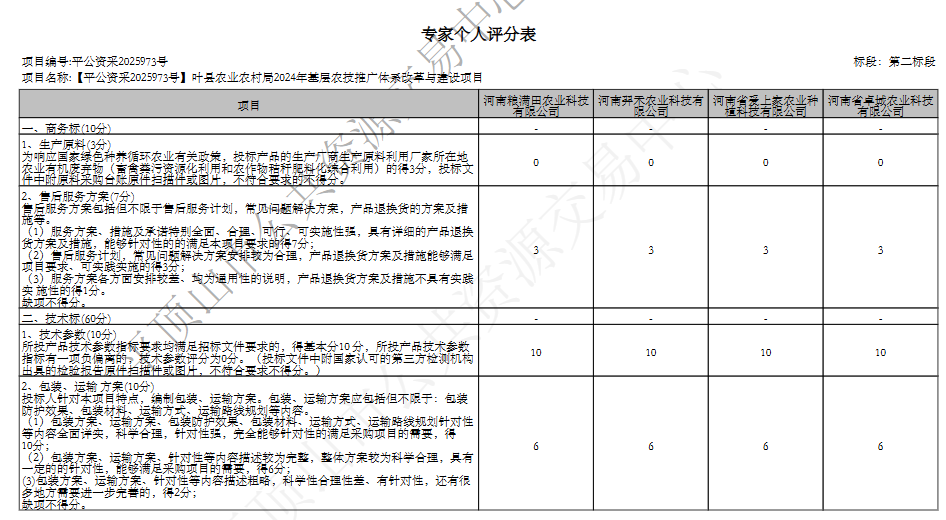 专家个人评分表
项目编号:平公资采2025973号
标段：第二标段
项目名称:【平公资采2025973号】叶县农业农村局2024年基层农技推广体系改革与建设项目
项目
河南粮满田农业科技有限公司
河南羿禾农业科技有限公司
河南省爱上家农业种植科技有限公司
河南省卓城农业科技有限公司
一、商务标(10分)
- - - -
1、生产原料(3分)
为响应国家绿色种养循环农业有关政策，投标产品的生产厂商生产原料利用厂家所在地
农业有机废弃物（畜禽粪污资源化利用和农作物秸秆肥料化综合利用）的得3分，投标文
件中附原料采购台账原件扫描件或图片，不符合要求的不得分。
0 0 0 0
2、售后服务方案(7分)
售后服务方案包括但不限于售后服务计划，常见问题解决方案，产品退换货的方案及措
施等。
（1）服务方案、措施及承诺特别全面、合理、可行、可实施性强，具有详细的产品退换
货方案及措施，能够针对性的的满足本项目要求的得7分；
（2）售后服务计划，常见问题解决方案安排较为合理，产品退换货方案及措施能够满足
项目要求、可实践实施的得3分；
（3）服务方案各方面安排较差、均为通用性的说明，产品退换货方案及措施不具有实践
实 施性的得1分。
缺项不得分。
3 3 3 3
二、技术标(60分)
- - - -
1、技术参数(10分)
所投产品技术参数指标要求均满足招标文件要求的，得基本分10 分，所投产品技术参数
指标有一项负偏离的，技术参数评分为0分。（投标文件中附国家认可的第三方检测机构
出具的检验报告原件扫描件或图片，不符合要求不得分。）
10 10 10 10
2、包装、运输 方案(10分)
投标人针对本项目特点，编制包装、运输方案。包装、运输方案应包括但不限于：包装
防护效果、包装材料、运输方式、运输路线规划等内容。
（1）包装方案、运输方案、包装防护效果、包装材料、运输方式、运输路线规划针对性
等内容全面详实，科学合理，针对性强，完全能够针对性的满足采购项目的需要，得
10分；
（2）包装方案、运输方案、针对性等内容描述较为完整，整体方案较为科学合理，具有
一定的的针对性，能够满足采购项目的需要，得6分；
(3)包装方案、运输方案、针对性等内容描述粗略，科学性合理性差、有针对性，还有很
多地方需要进一步完善的，得2分；
缺项不得分。
6 6 6 6
平顶山市公共资源交易中心
平顶山市公共资源交易中心